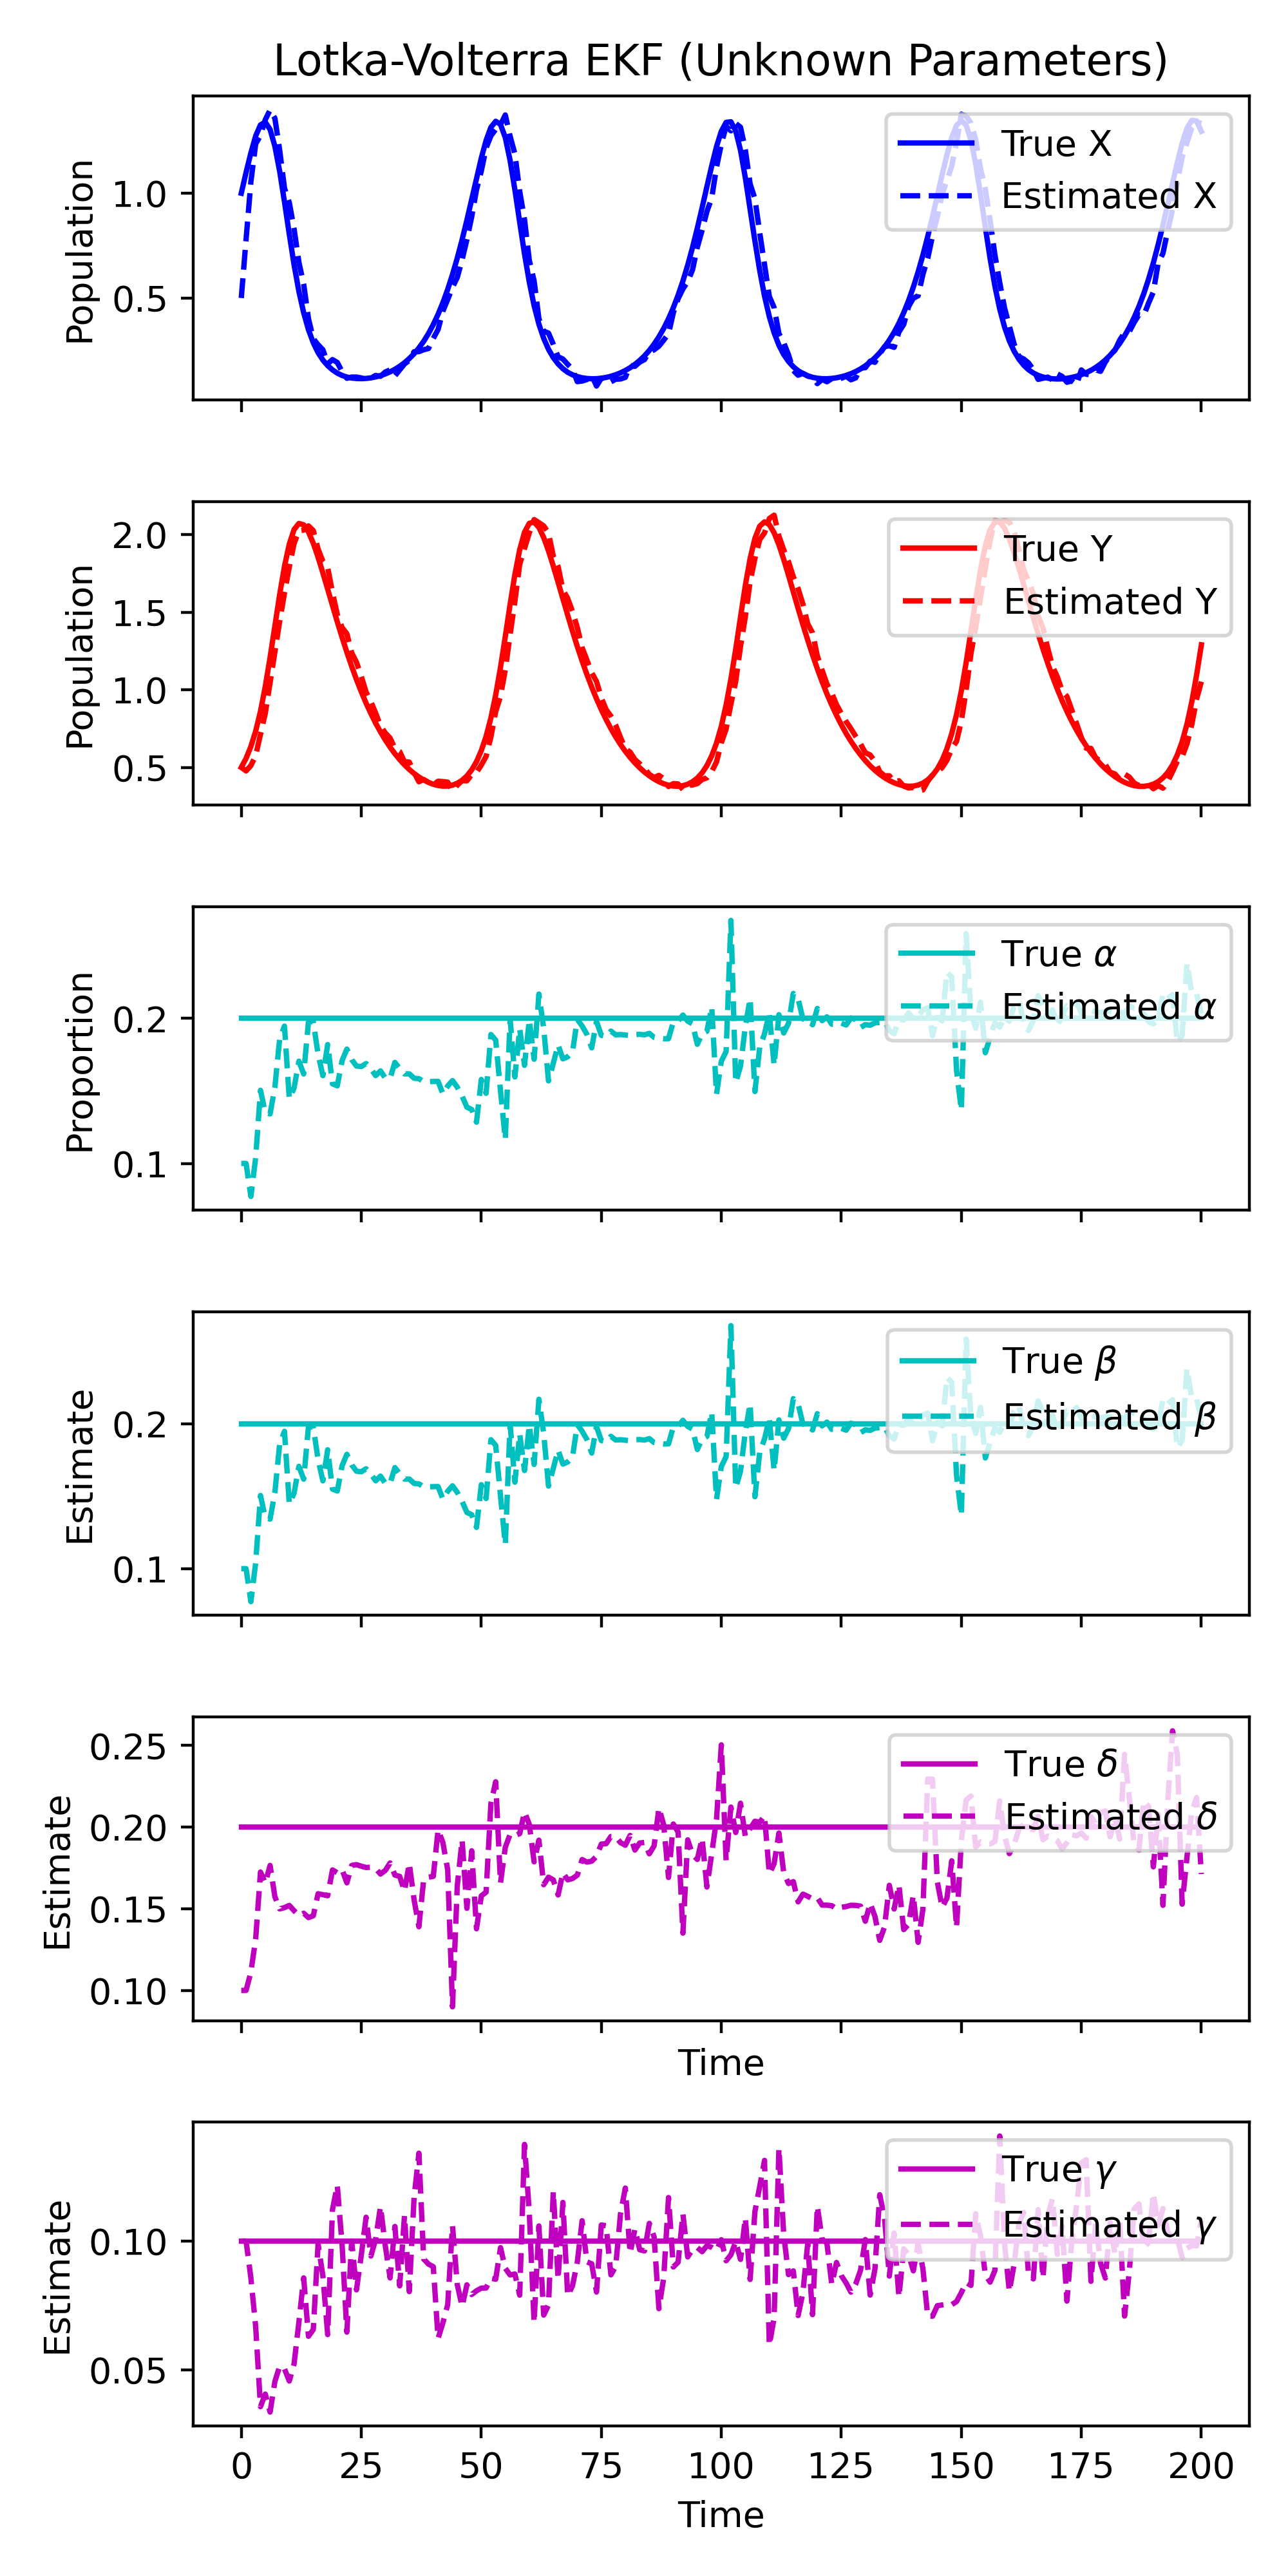 Lotka-Volterra EKF (Unknown Parameters)
Population
1.0
0.5
True X
Estimated X
Population
2.0
1.5
1.0
0.5
True Y
Estimated Y
Proportion
0.2
0.1
True α
Estimated α
Estimate
0.2
0.1
True β
Estimated β
Estimate
0.25
0.20
0.15
0.10
True δ
Estimated δ
Time
Estimate
0.10
0.05
True γ
Estimated γ
0 25 50 75 100 125 150 175 200
Time